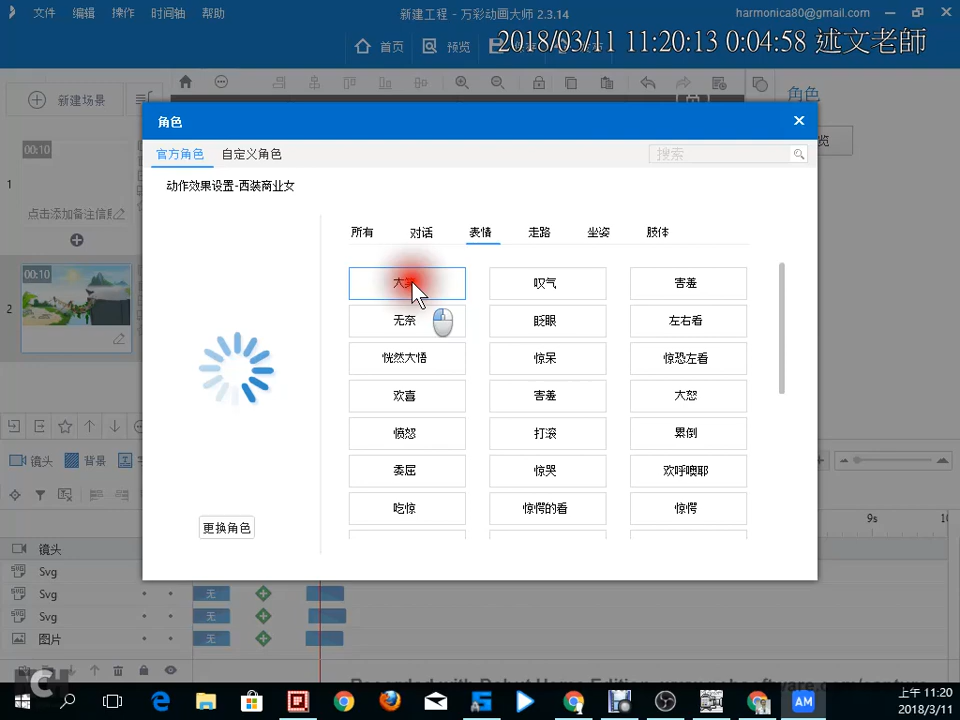 文件 编辑 操作 时间轴 帮助
新建工程 - 万彩动画大师 2.3.14
harmonica80@gmail.com
首页 预览
2018/03/11 11:20:13 0:04:58 述文老師
新建场景
角色
00:10
1
点击添加备注信息
00:10
2
角色
官方角色 自定义角色
搜索
动作效果设置-西装商业女
所有 对话 表情 走路 坐姿 肢体
大笑 叹气 害羞
无奈 眨眼 左右看
恍然大悟 惊呆 惊恐左看
欢喜 害羞 大怒
愤怒 打滚 累倒
委屈 惊哭 欢呼噢耶
吃惊 惊愕的看 惊愕
更换角色
镜头 背景
9s
镜头
Svg
Svg 无
Svg 无
图片 无
上午 11:20
2018/3/11
AM